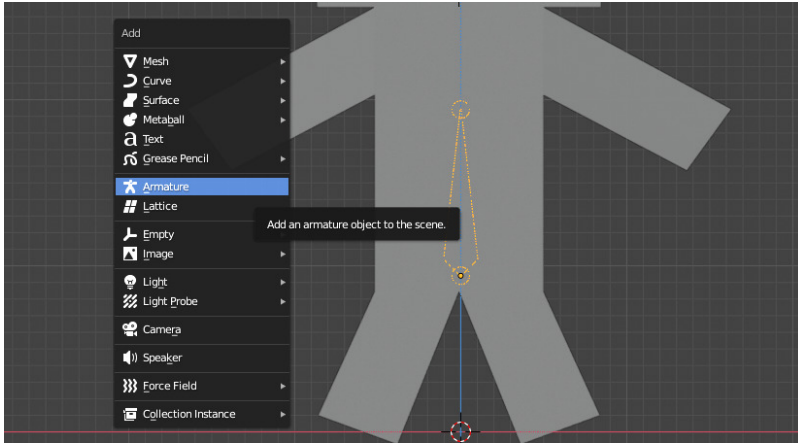 Add
Mesh
Curve
Surface
Metaball
Text
Grease Pencil
Armature
Lattice
Add an armature object to the scene.
Empty
Image
Light
Light Probe
Camera
Speaker
Force Field
Collection Instance